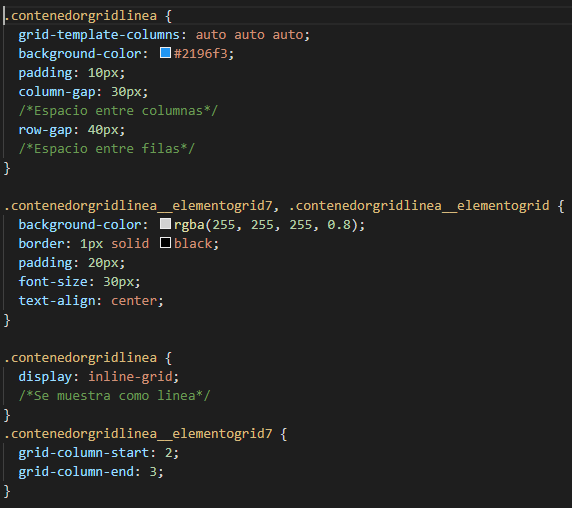 .contenedorgridlinea {
grid-template-columns: auto auto auto;
background-color: #2196f3;
padding: 10px;
column-gap: 30px;
/*Espacio entre columnas*/
row-gap: 40px;
/*Espacio entre filas*/
}
.contenedorgridlinea__elementogrid7, .contenedorgridlinea__elementogrid {
background-color: rgba(255, 255, 255, 0.8);
border: 1px solid black;
padding: 20px;
font-size: 30px;
text-align: center;
}
.contenedorgridlinea {
display: inline-grid;
/*Se muestra como linea*/
}
.contenedorgridlinea__elementogrid7 {
grid-column-start: 2;
grid-column-end: 3;
}